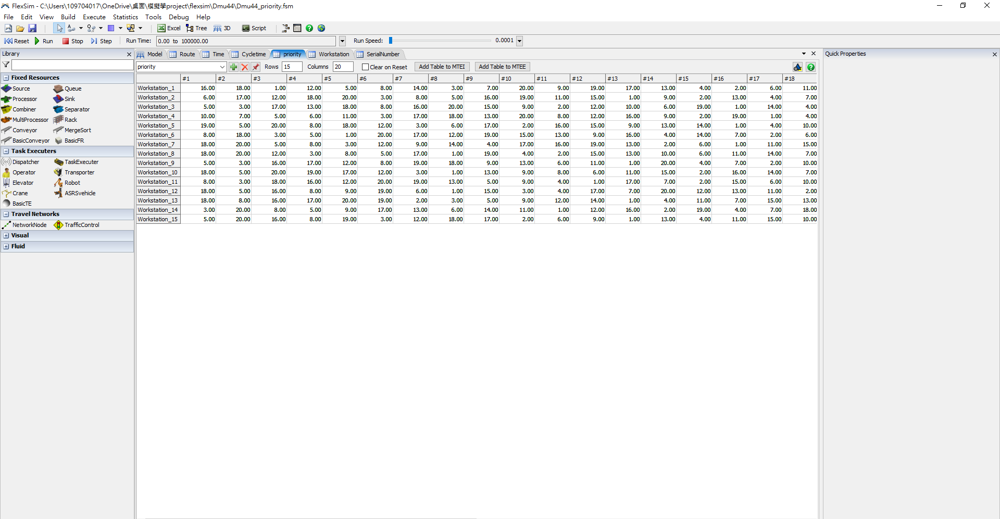 FlexSim - C:\Users\109704017\OneDrive\桌面\模擬學project\flexsim\Dmu44\Dmu44_priority.fsm
File Edit View Build Execute Statistics Tools Debug Help
Excel Tree 3D Script
Reset Run Stop Step Run Time: 0.00 to 100000.00 Run Speed: 0.0001
Library
Model Route Time Cycletime priority Workstation SerialNumber
Quick Properties
priority Rows 15 Columns 20 Clear on Reset Add Table to MTEI Add Table to MTEE
Fixed Resources
Source Queue
Processor Sink
Combiner Separator
MultiProcessor Rack
Conveyor MergeSort
BasicConveyor BasicFR
Task Executers
Dispatcher TaskExecuter
Operator Transporter
Elevator Robot
Crane ASRSvehicle
BasicTE
Travel Networks
NetworkNode TrafficControl
Visual
Fluid
#1 #2 #3 #4 #5 #6 #7 #8 #9 #10 #11 #12 #13 #14 #15 #16 #17 #18
Workstation_1 16.00 18.00 1.00 12.00 5.00 8.00 14.00 3.00 7.00 20.00 9.00 19.00 17.00 13.00 4.00 2.00 6.00 11.00
Workstation_2 6.00 17.00 12.00 18.00 20.00 3.00 8.00 5.00 16.00 19.00 11.00 15.00 1.00 9.00 2.00 13.00 4.00 7.00
Workstation_3 5.00 3.00 17.00 13.00 18.00 8.00 16.00 20.00 15.00 9.00 2.00 12.00 10.00 6.00 19.00 1.00 14.00 4.00
Workstation_4 10.00 7.00 5.00 6.00 11.00 3.00 17.00 18.00 13.00 20.00 8.00 12.00 16.00 9.00 2.00 19.00 1.00 4.00
Workstation_5 19.00 5.00 20.00 8.00 18.00 12.00 3.00 6.00 17.00 2.00 16.00 15.00 9.00 13.00 14.00 1.00 4.00 10.00
Workstation_6 8.00 18.00 3.00 5.00 1.00 20.00 17.00 12.00 19.00 15.00 13.00 9.00 16.00 4.00 14.00 7.00 2.00 6.00
Workstation_7 18.00 20.00 5.00 8.00 3.00 12.00 9.00 14.00 4.00 17.00 16.00 19.00 13.00 2.00 6.00 1.00 11.00 15.00
Workstation_8 18.00 20.00 12.00 3.00 8.00 5.00 17.00 1.00 19.00 4.00 2.00 15.00 13.00 10.00 6.00 11.00 14.00 7.00
Workstation_9 5.00 3.00 16.00 17.00 12.00 8.00 19.00 18.00 9.00 13.00 6.00 11.00 1.00 20.00 4.00 7.00 2.00 10.00
Workstation_10 18.00 5.00 20.00 19.00 17.00 12.00 3.00 1.00 13.00 9.00 8.00 6.00 11.00 15.00 2.00 16.00 14.00 7.00
Workstation_11 8.00 3.00 18.00 16.00 12.00 20.00 19.00 13.00 5.00 9.00 4.00 1.00 17.00 7.00 2.00 15.00 6.00 10.00
Workstation_12 18.00 5.00 16.00 8.00 9.00 19.00 6.00 1.00 15.00 3.00 4.00 17.00 7.00 20.00 12.00 13.00 11.00 2.00
Workstation_13 18.00 8.00 16.00 17.00 20.00 19.00 2.00 3.00 5.00 9.00 12.00 14.00 1.00 4.00 11.00 7.00 15.00 13.00
Workstation_14 3.00 20.00 8.00 5.00 9.00 17.00 13.00 6.00 14.00 11.00 1.00 12.00 16.00 2.00 19.00 4.00 7.00 18.00
Workstation_15 5.00 20.00 16.00 8.00 19.00 3.00 12.00 18.00 17.00 2.00 6.00 9.00 1.00 13.00 4.00 11.00 15.00 10.00